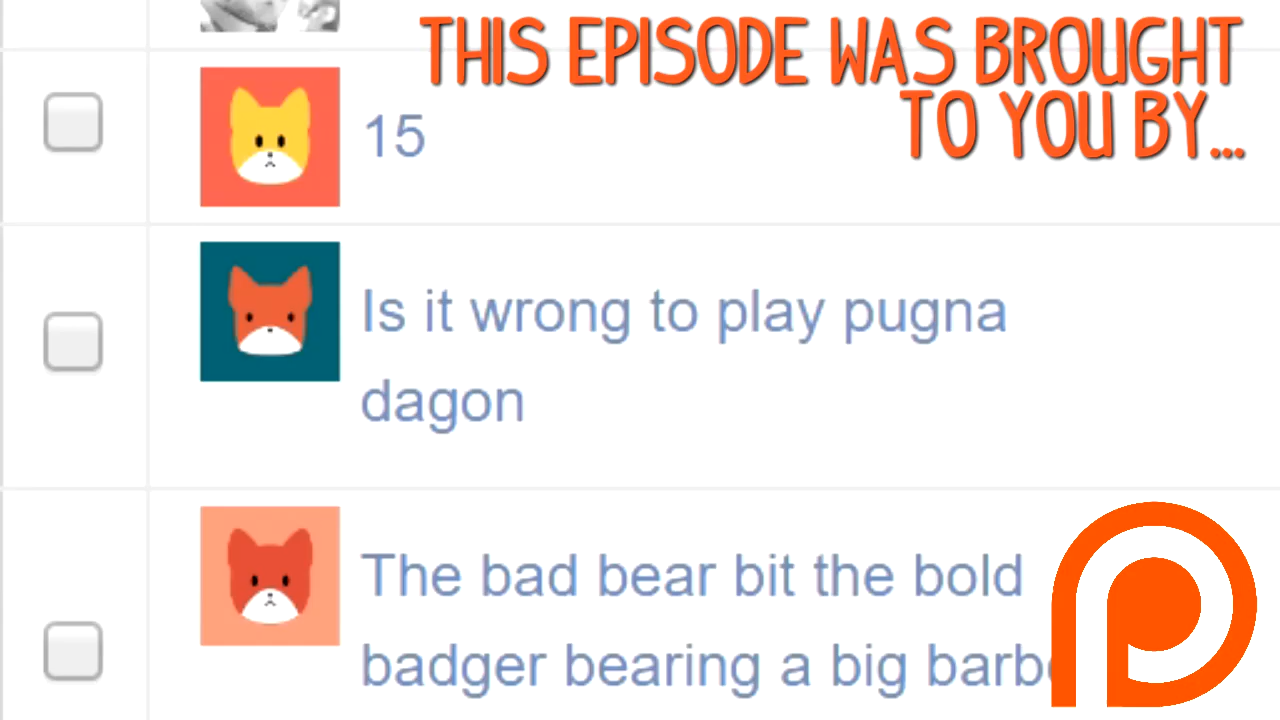 THIS EPISODE WAS BROUGHT
TO YOU BY...
15
Is it wrong to play pugna
dagon
The bad bear bit the bold
badger bearing a big